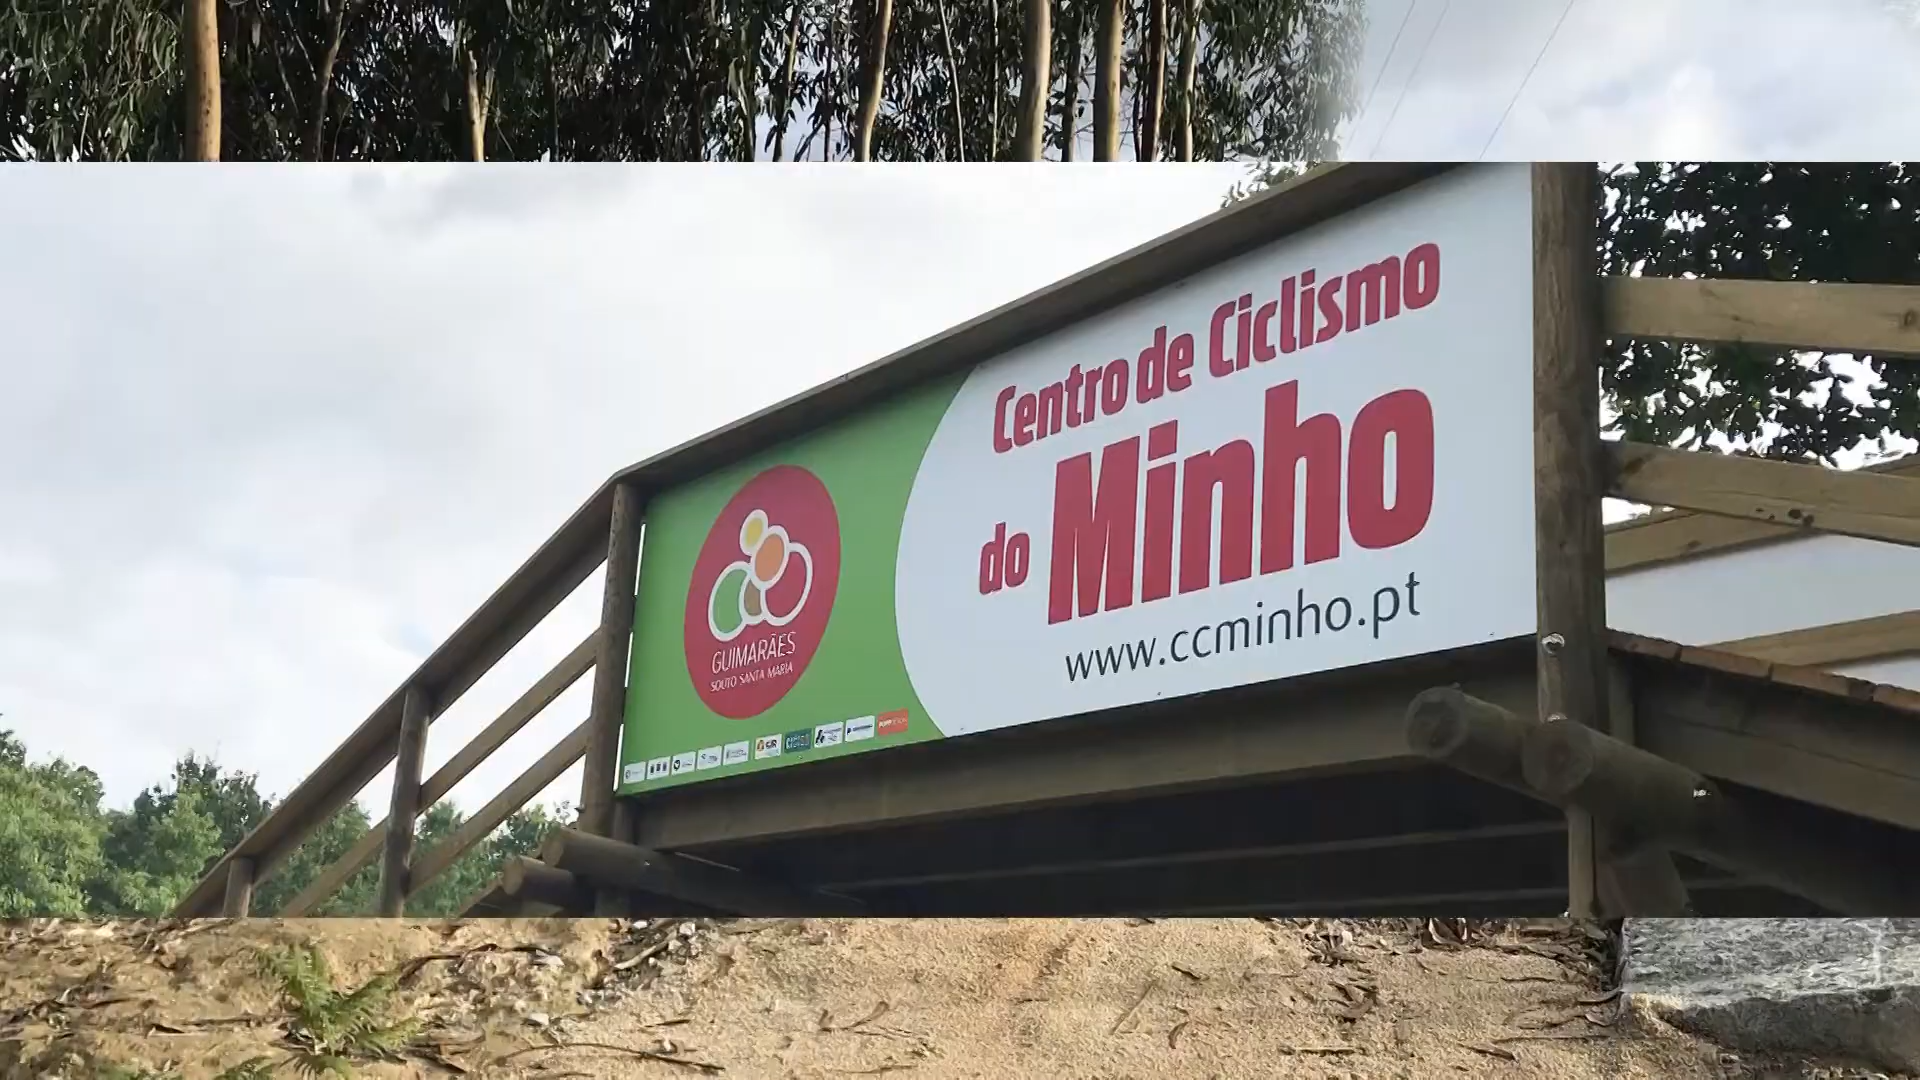 Centro de Ciclismo
do Minho
www.ccminho.pt
GUIMARÃES
SOUTO SANTA MARIA